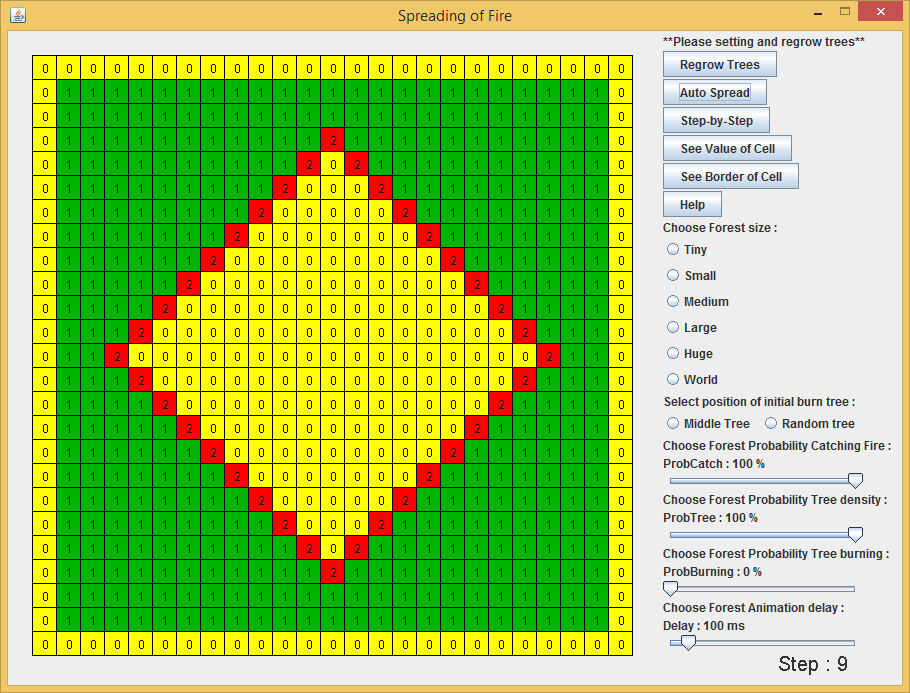 Spreading of Fire
0 0 0 0 0 0 0 0 0 0 0 0 0 0 0 0 0 0 0 0 0 0 0 0 0
0 1 1 1 1 1 1 1 1 1 1 1 1 1 1 1 1 1 1 1 1 1 1 1 0
0 1 1 1 1 1 1 1 1 1 1 1 1 1 1 1 1 1 1 1 1 1 1 1 0
0 1 1 1 1 1 1 1 1 1 1 1 2 1 1 1 1 1 1 1 1 1 1 1 0
0 1 1 1 1 1 1 1 1 1 1 2 0 2 1 1 1 1 1 1 1 1 1 1 0
0 1 1 1 1 1 1 1 1 1 2 0 0 0 2 1 1 1 1 1 1 1 1 1 0
0 1 1 1 1 1 1 1 1 2 0 0 0 0 0 2 1 1 1 1 1 1 1 1 0
0 1 1 1 1 1 1 1 2 0 0 0 0 0 0 0 2 1 1 1 1 1 1 1 0
0 1 1 1 1 1 1 2 0 0 0 0 0 0 0 0 0 2 1 1 1 1 1 1 0
0 1 1 1 1 1 2 0 0 0 0 0 0 0 0 0 0 0 2 1 1 1 1 1 0
0 1 1 1 1 2 0 0 0 0 0 0 0 0 0 0 0 0 0 2 1 1 1 1 0
0 1 1 1 2 0 0 0 0 0 0 0 0 0 0 0 0 0 0 0 2 1 1 1 0
0 1 1 2 0 0 0 0 0 0 0 0 0 0 0 0 0 0 0 0 0 2 1 1 0
0 1 1 1 2 0 0 0 0 0 0 0 0 0 0 0 0 0 0 0 2 1 1 1 0
0 1 1 1 1 2 0 0 0 0 0 0 0 0 0 0 0 0 0 2 1 1 1 1 0
0 1 1 1 1 1 2 0 0 0 0 0 0 0 0 0 0 0 2 1 1 1 1 1 0
0 1 1 1 1 1 1 2 0 0 0 0 0 0 0 0 0 2 1 1 1 1 1 1 0
0 1 1 1 1 1 1 1 2 0 0 0 0 0 0 0 2 1 1 1 1 1 1 1 0
0 1 1 1 1 1 1 1 1 2 0 0 0 0 0 2 1 1 1 1 1 1 1 1 0
0 1 1 1 1 1 1 1 1 1 2 0 0 0 2 1 1 1 1 1 1 1 1 1 0
0 1 1 1 1 1 1 1 1 1 1 2 0 2 1 1 1 1 1 1 1 1 1 1 0
0 1 1 1 1 1 1 1 1 1 1 1 2 1 1 1 1 1 1 1 1 1 1 1 0
0 1 1 1 1 1 1 1 1 1 1 1 1 1 1 1 1 1 1 1 1 1 1 1 0
0 1 1 1 1 1 1 1 1 1 1 1 1 1 1 1 1 1 1 1 1 1 1 1 0
0 0 0 0 0 0 0 0 0 0 0 0 0 0 0 0 0 0 0 0 0 0 0 0 0
**Please setting and regrow trees**
Regrow Trees
Auto Spread
Step-by-Step
See Value of Cell
See Border of Cell
Help
Choose Forest size :
Tiny
Small
Medium
Large
Huge
World
Select position of initial burn tree :
Middle Tree Random tree
Choose Forest Probability Catching Fire :
ProbCatch : 100 %
Choose Forest Probability Tree density :
ProbTree : 100 %
Choose Forest Probability Tree burning :
ProbBurning : 0 %
Choose Forest Animation delay :
Delay : 100 ms
Step : 9